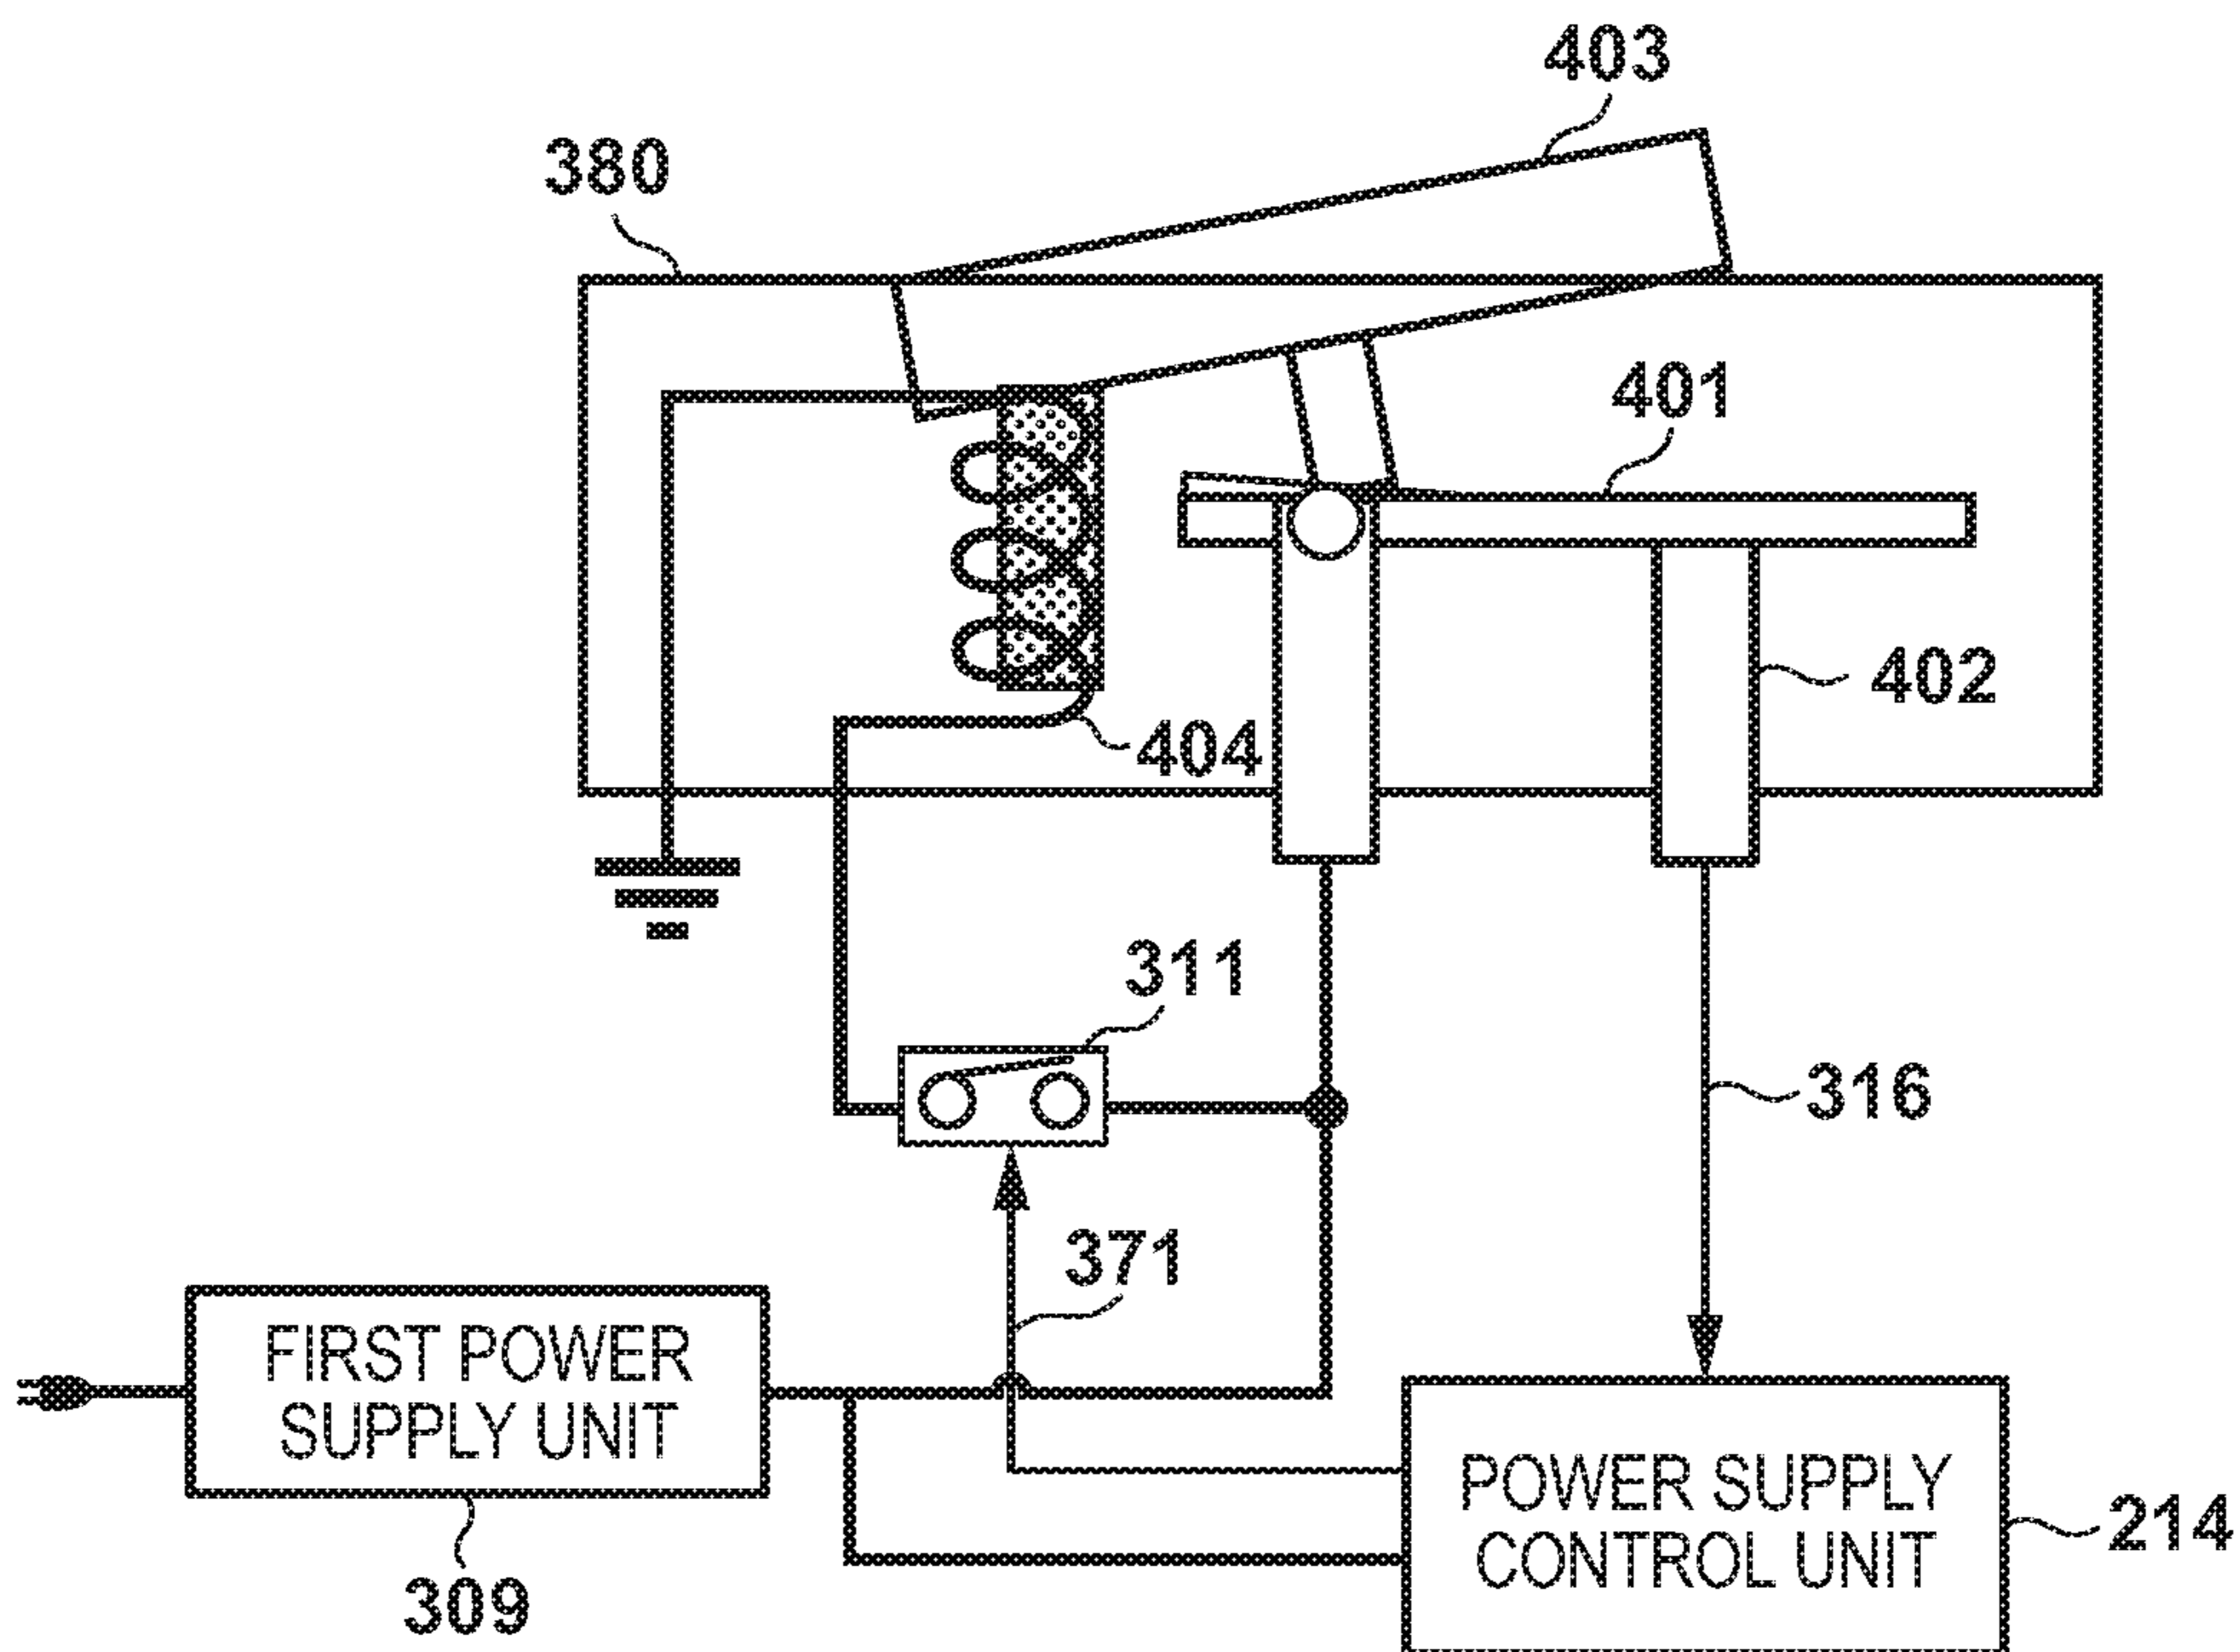 403
380
401
402
404
311
316
371
FIRST POWER
SUPPLY UNIT
POWER SUPPLY
CONTROL UNIT
214
309